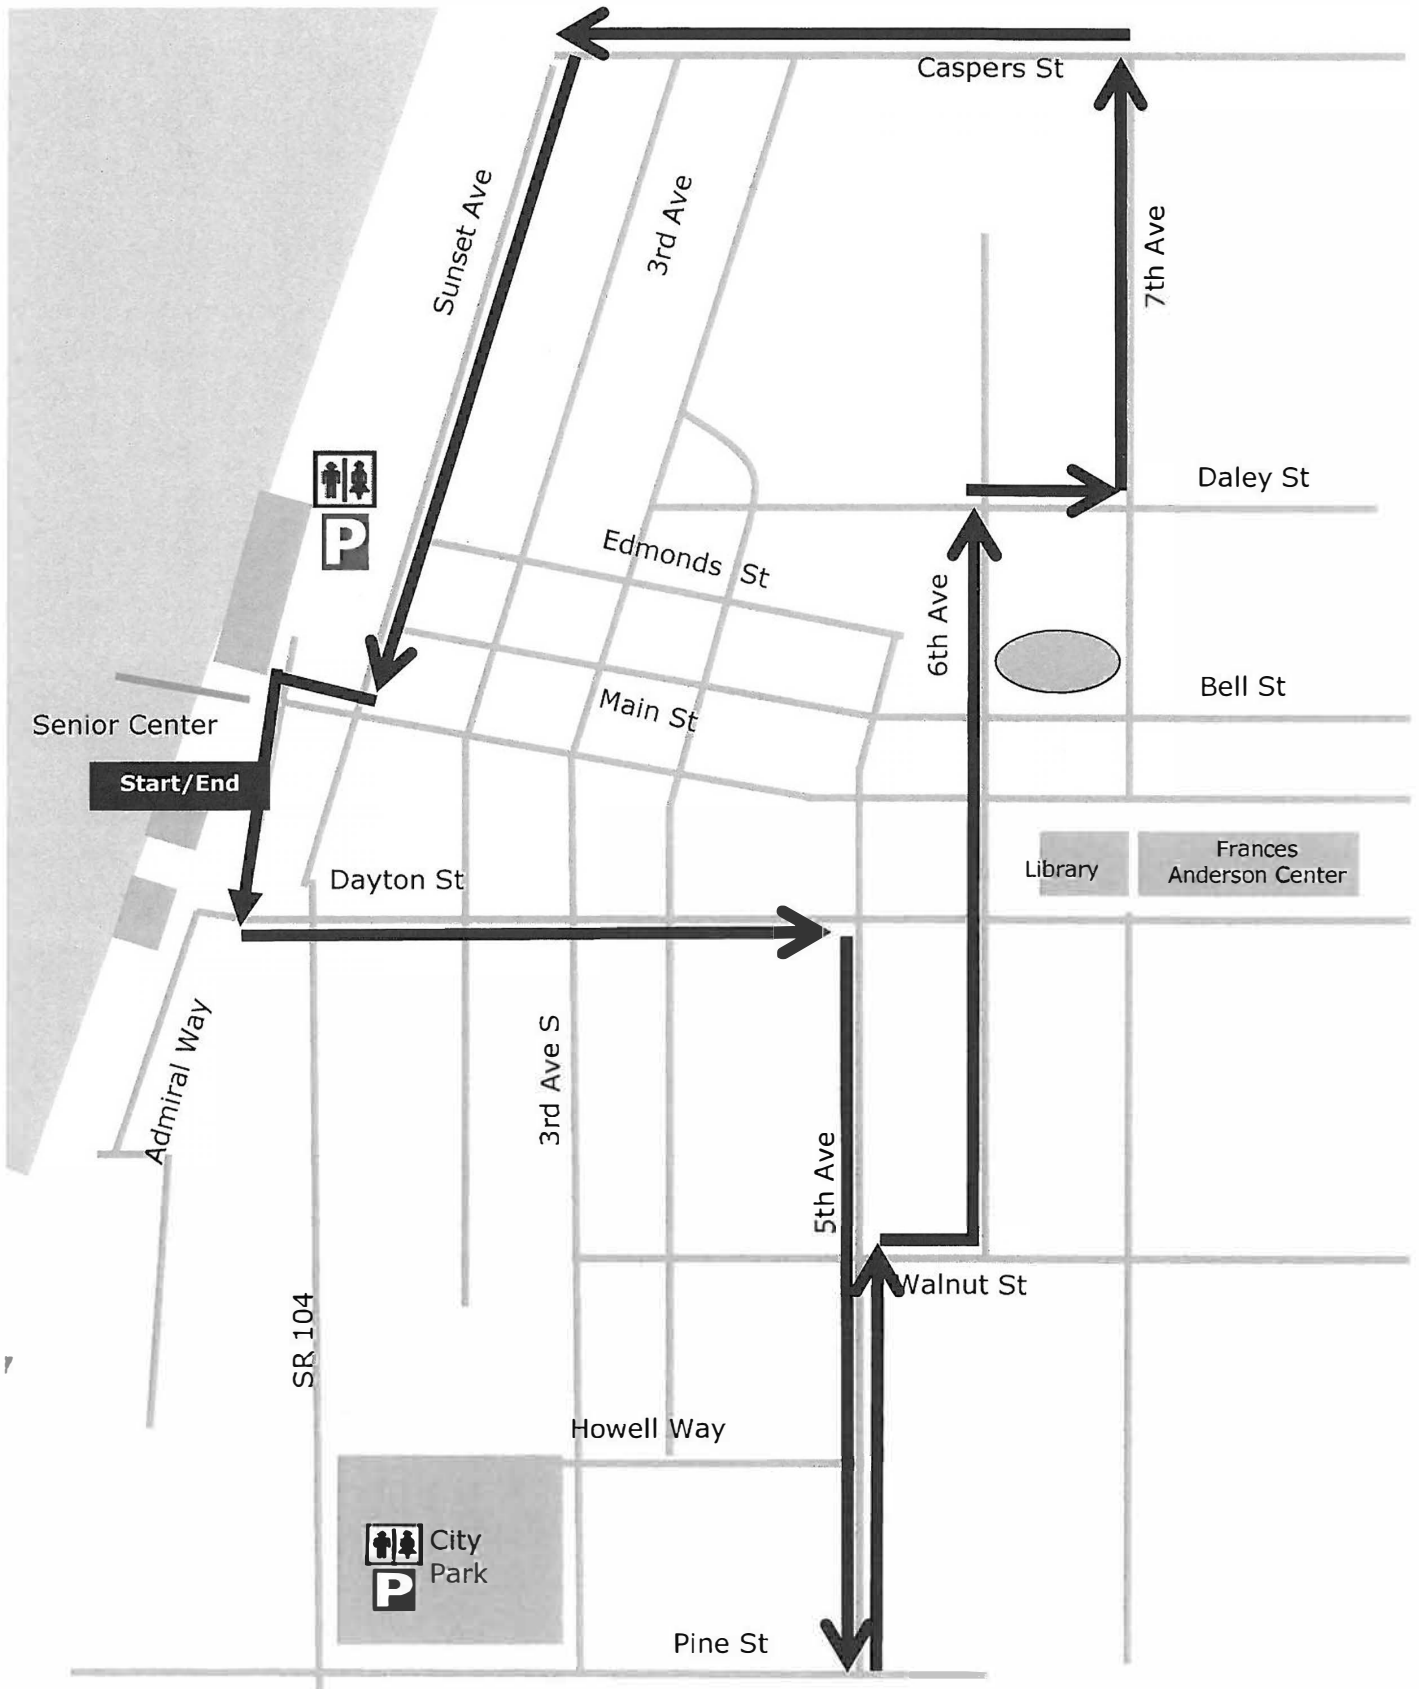 Caspers St
Sunset Ave
3rd Ave
7th Ave
Daley St
P
Edmonds St
6th Ave
Bell St
Main St
Senior Center
Start/End
Library
Frances
Anderson Center
Dayton St
Admiral Way
3rd Ave S
5th Ave
Walnut St
SR 104
Howell Way
City
Park
P
Pine St